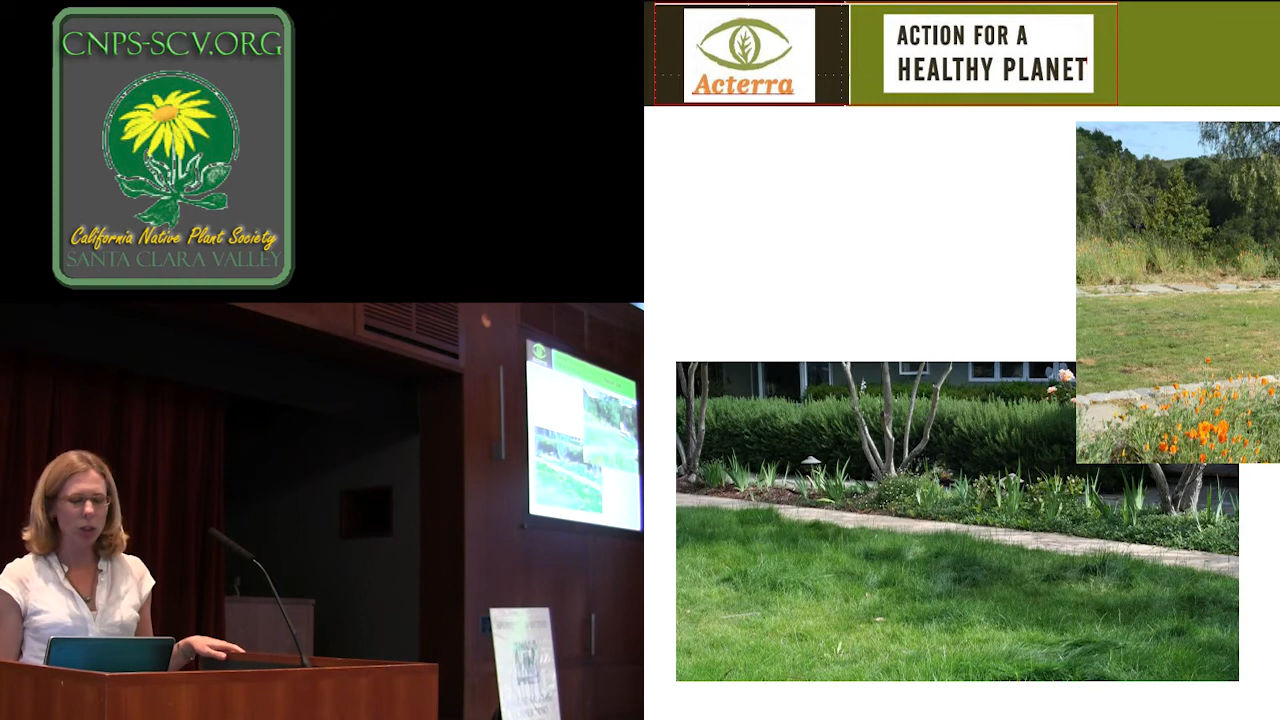 CNPS-SCV.ORG
California Native Plant Society
SANTA CLARA VALLEY
Acterra
ACTION FOR A
HEALTHY PLANET